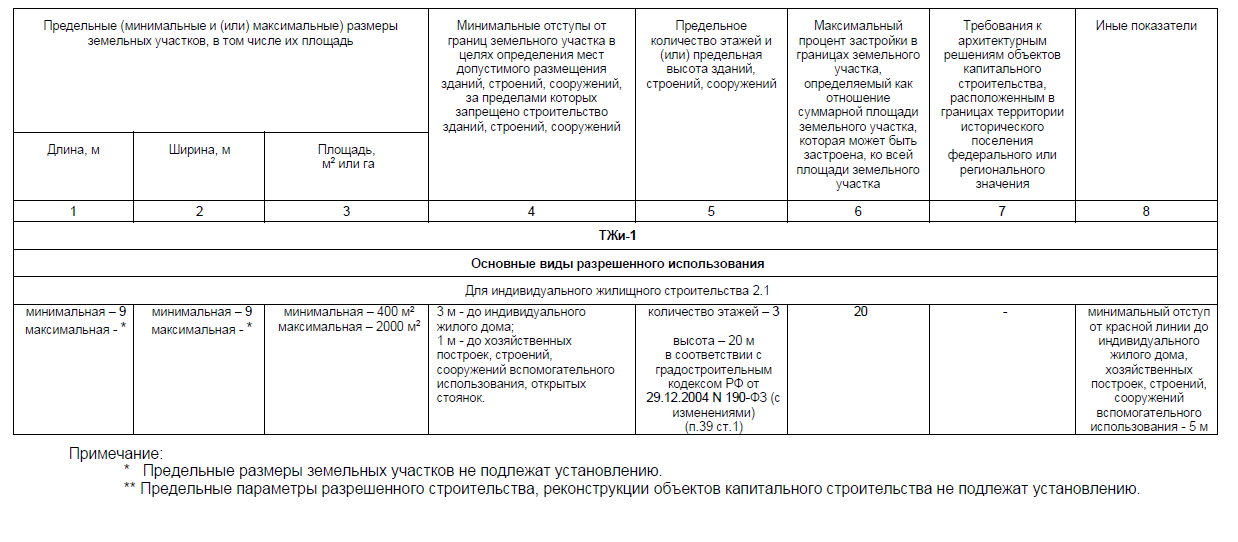 Предельные (минимальные и (или) максимальные) размеры
земельных участков, в том числе их площадь
Длина, м
Ширина, м
Площадь,
м² или га
Минимальные отступы от
границ земельного участка в
целях определения мест
допустимого размещения
зданий, строений, сооружений,
за пределами которых
запрещено строительство
зданий, строений, сооружений
Предельное
количество этажей и
(или) предельная
высота зданий,
строений, сооружений
Максимальный
процент застройки в
границах земельного
участка,
определяемый как
отношение
суммарной площади
земельного участка,
которая может быть
застроена, ко всей
площади земельного
участка
Требования к
архитектурным
решениям объектов
капитального
строительства,
расположенным в
границах территории
исторического
поселения
федерального или
регионального
значения
Иные показатели
1 2 3 4 5 6 7 8
ТЖи-1
Основные виды разрешенного использования
Для индивидуального жилищного строительства 2.1
минимальная – 9
максимальная - *
минимальная – 9
максимальная - *
минимальная – 400 м²
максимальная – 2000 м²
3 м - до индивидуального
жилого дома;
1 м - до хозяйственных
построек, строений,
сооружений вспомогательного
использования, открытых
стоянок.
количество этажей – 3
высота – 20 м
в соответствии с
градостроительным
кодексом РФ от
29.12.2004 N 190-ФЗ (с
изменениями)
(п.39 ст.1)
20
-
минимальный отступ
от красной линии до
индивидуального
жилого дома,
хозяйственных
построек, строений,
сооружений
вспомогательного
использования - 5 м
Примечание:
* Предельные размеры земельных участков не подлежат установлению.
** Предельные параметры разрешенного строительства, реконструкции объектов капитального строительства не подлежат установлению.